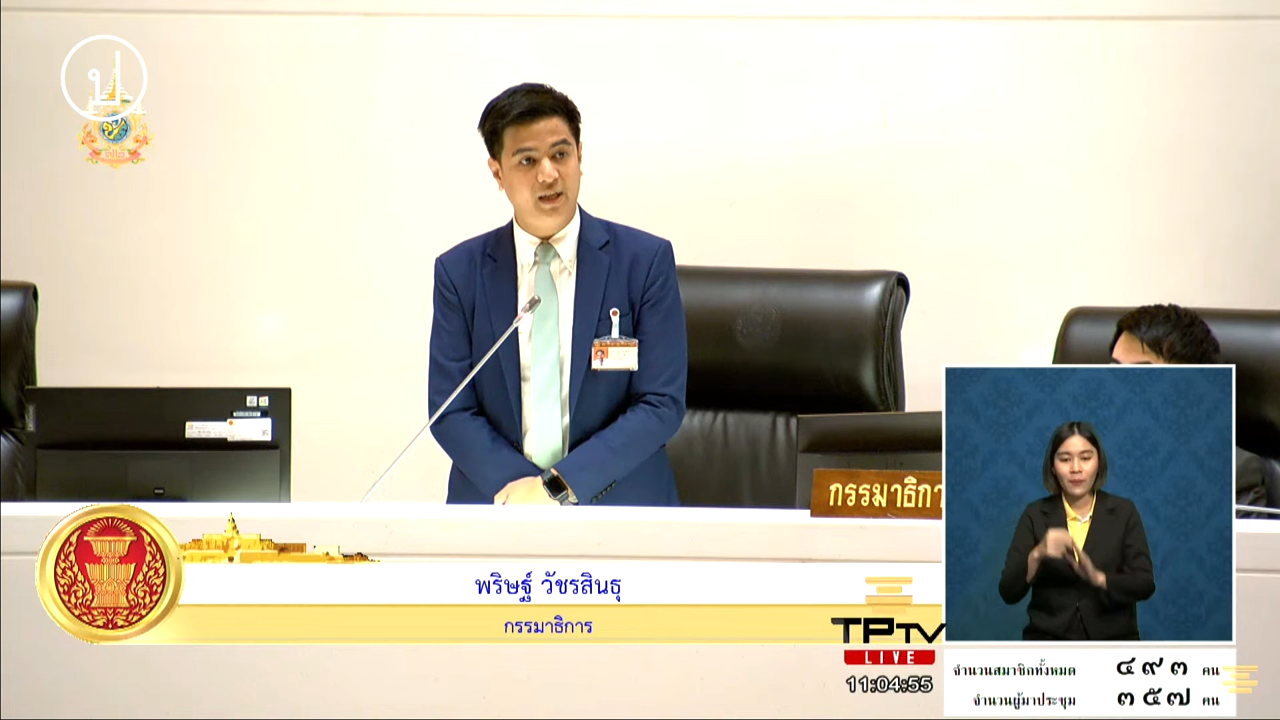 ป
๗๒
กรรมาธิกา
พริษฐ์ วัชรสินธุ
กรรมาธิการ
TPTV
LIVE
11:04:55
จำนวนสมาชิกทั้งหมด ๔๙๓ คน
จำนวนผู้มาประชุม ๓๕๗ คน